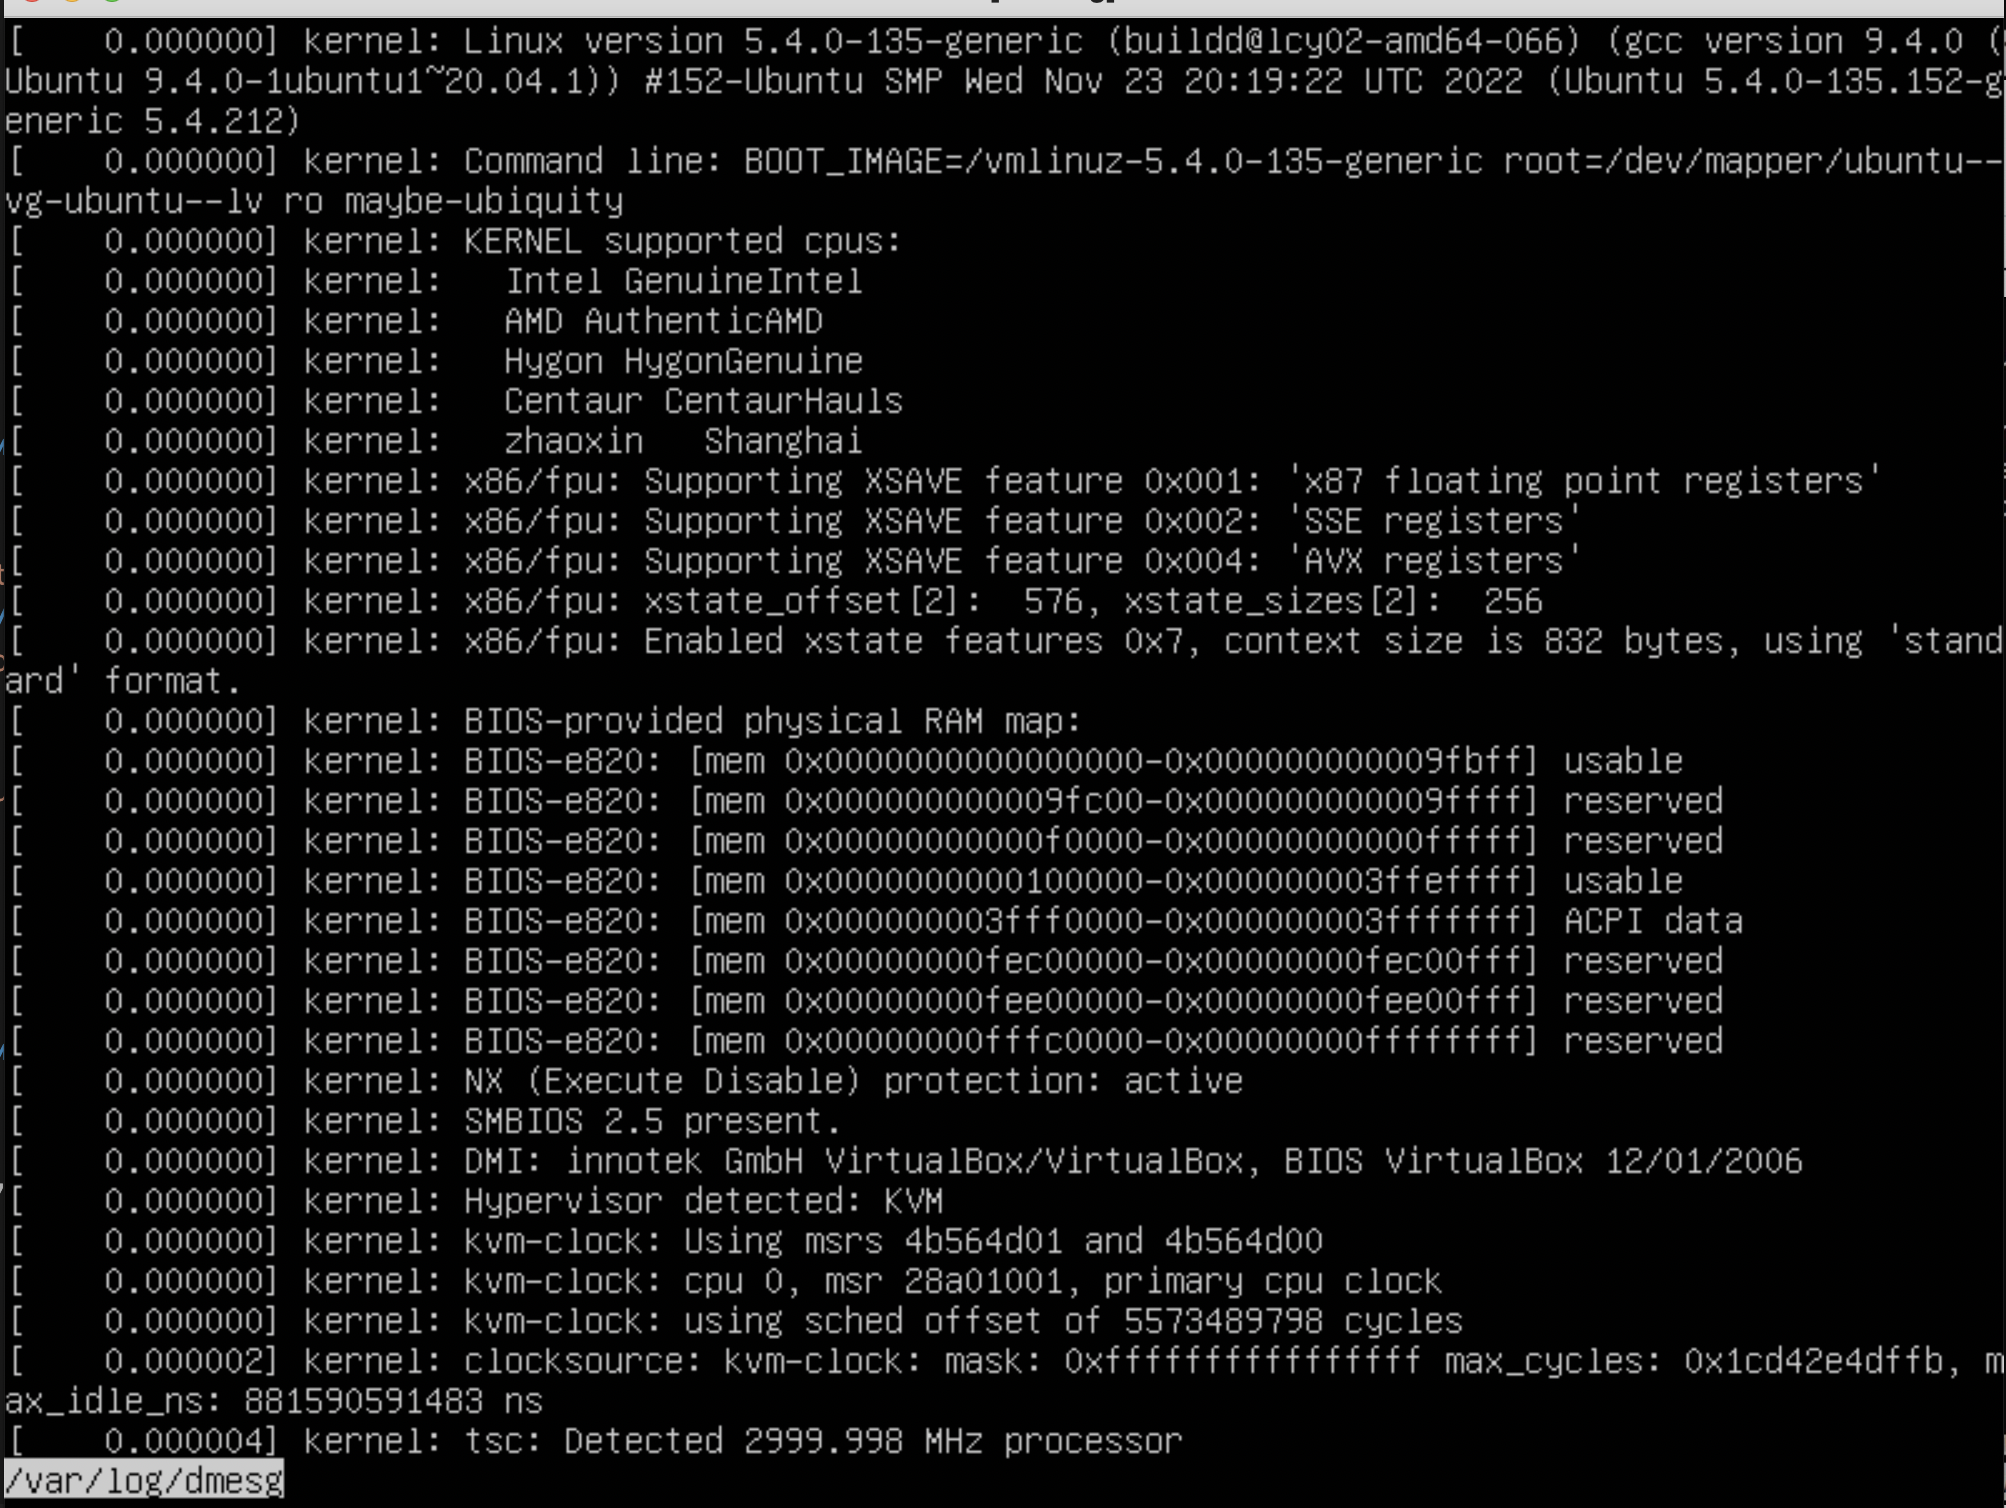 [    0.000000] kernel: Linux version 5.4.0-135-generic (buildd@lcy02-amd64-066) (gcc version 9.4.0 (
Ubuntu 9.4.0-1ubuntu1~20.04.1)) #152-Ubuntu SMP Wed Nov 23 20:19:22 UTC 2022 (Ubuntu 5.4.0-135.152-g
eneric 5.4.212)
[    0.000000] kernel: Command line: BOOT_IMAGE=/vmlinuz-5.4.0-135-generic root=/dev/mapper/ubuntu--
vg-ubuntu--lv ro maybe-ubiquity
[    0.000000] kernel: KERNEL supported cpus:
[    0.000000] kernel:   Intel GenuineIntel
[    0.000000] kernel:   AMD AuthenticAMD
[    0.000000] kernel:   Hygon HygonGenuine
[    0.000000] kernel:   Centaur CentaurHauls
[    0.000000] kernel:   zhaoxin   Shanghai
[    0.000000] kernel: x86/fpu: Supporting XSAVE feature 0x001: 'x87 floating point registers'
[    0.000000] kernel: x86/fpu: Supporting XSAVE feature 0x002: 'SSE registers'
[    0.000000] kernel: x86/fpu: Supporting XSAVE feature 0x004: 'AVX registers'
[    0.000000] kernel: x86/fpu: xstate_offset[2]:  576, xstate_sizes[2]:  256
[    0.000000] kernel: x86/fpu: Enabled xstate features 0x7, context size is 832 bytes, using 'stand
ard' format.
[    0.000000] kernel: BIOS-provided physical RAM map:
[    0.000000] kernel: BIOS-e820: [mem 0x0000000000000000-0x000000000009fbff] usable
[    0.000000] kernel: BIOS-e820: [mem 0x000000000009fc00-0x000000000009ffff] reserved
[    0.000000] kernel: BIOS-e820: [mem 0x00000000000f0000-0x00000000000fffff] reserved
[    0.000000] kernel: BIOS-e820: [mem 0x0000000000100000-0x000000003ffeffff] usable
[    0.000000] kernel: BIOS-e820: [mem 0x000000003fff0000-0x000000003fffffff] ACPI data
[    0.000000] kernel: BIOS-e820: [mem 0x00000000fec00000-0x00000000fec00fff] reserved
[    0.000000] kernel: BIOS-e820: [mem 0x00000000fee00000-0x00000000fee00fff] reserved
[    0.000000] kernel: BIOS-e820: [mem 0x00000000fffc0000-0x00000000ffffffff] reserved
[    0.000000] kernel: NX (Execute Disable) protection: active
[    0.000000] kernel: SMBIOS 2.5 present.
[    0.000000] kernel: DMI: innotek GmbH VirtualBox/VirtualBox, BIOS VirtualBox 12/01/2006
[    0.000000] kernel: Hypervisor detected: KVM
[    0.000000] kernel: kvm-clock: Using msrs 4b564d01 and 4b564d00
[    0.000000] kernel: kvm-clock: cpu 0, msr 28a01001, primary cpu clock
[    0.000000] kernel: kvm-clock: using sched offset of 5573489798 cycles
[    0.000002] kernel: clocksource: kvm-clock: mask: 0xffffffffffffffff max_cycles: 0x1cd42e4dffb, m
ax_idle_ns: 881590591483 ns
[    0.000004] kernel: tsc: Detected 2999.998 MHz processor
/var/log/dmesg